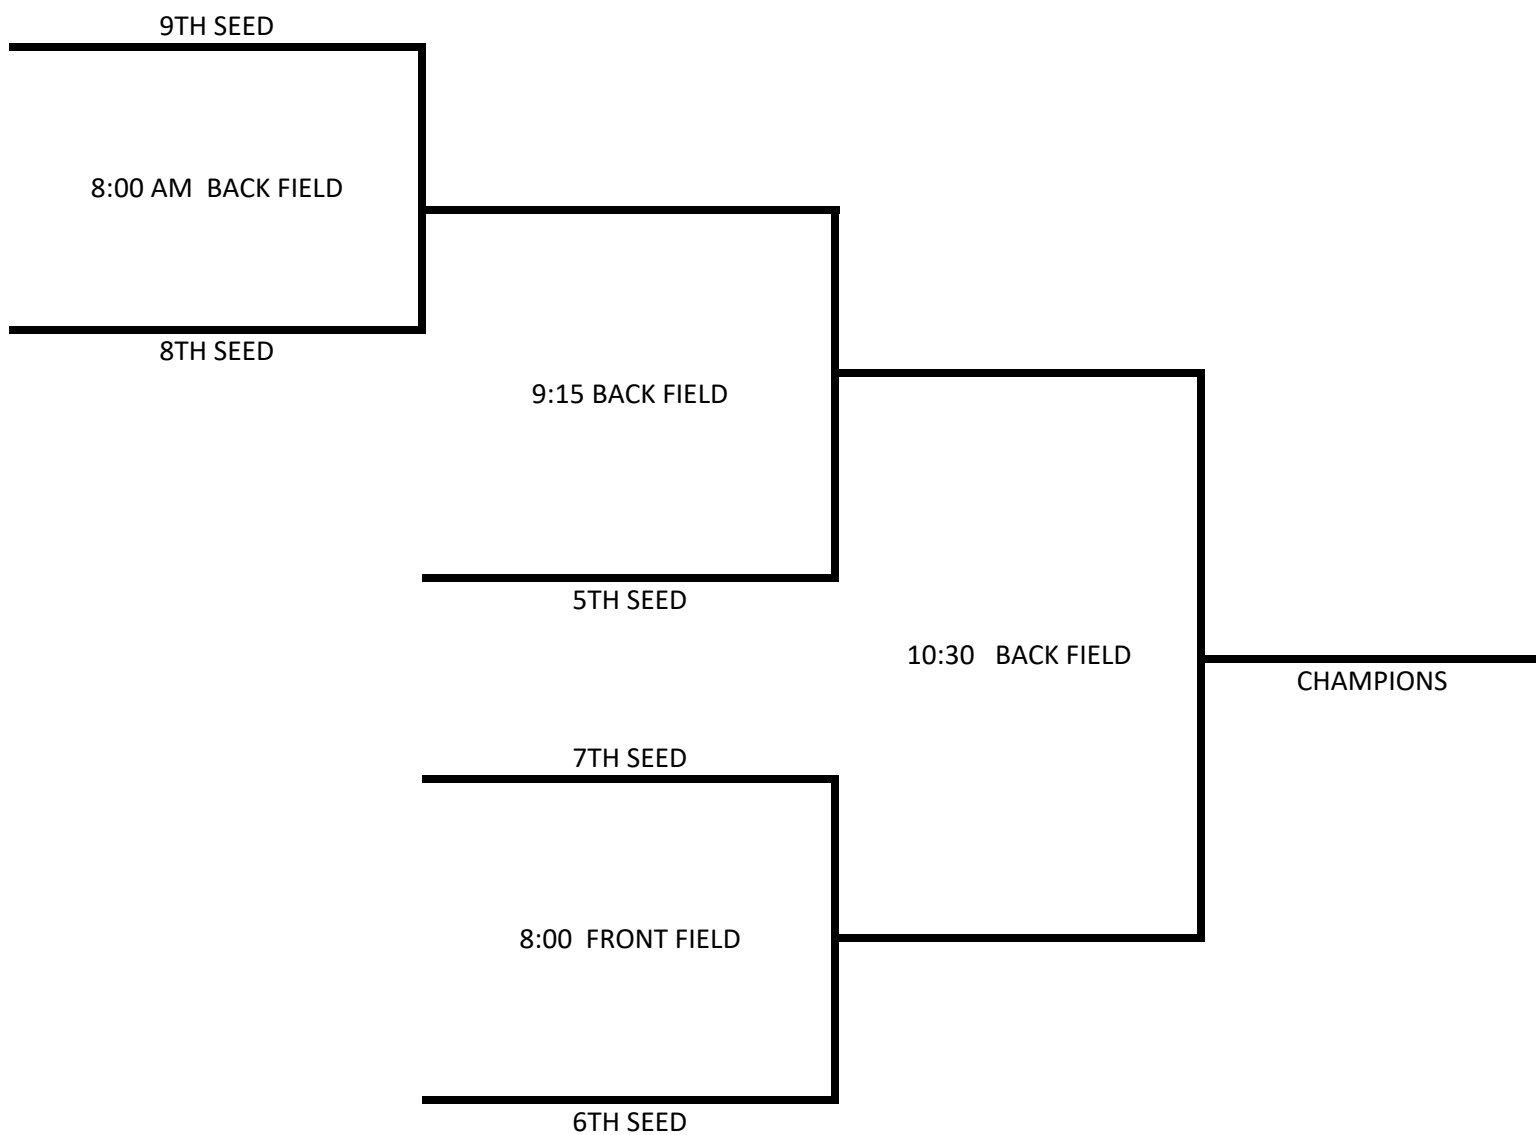 9TH SEED
8:00 AM  BACK FIELD
8TH SEED
9:15 BACK FIELD
5TH SEED
10:30   BACK FIELD
CHAMPIONS
7TH SEED
8:00  FRONT FIELD
6TH SEED